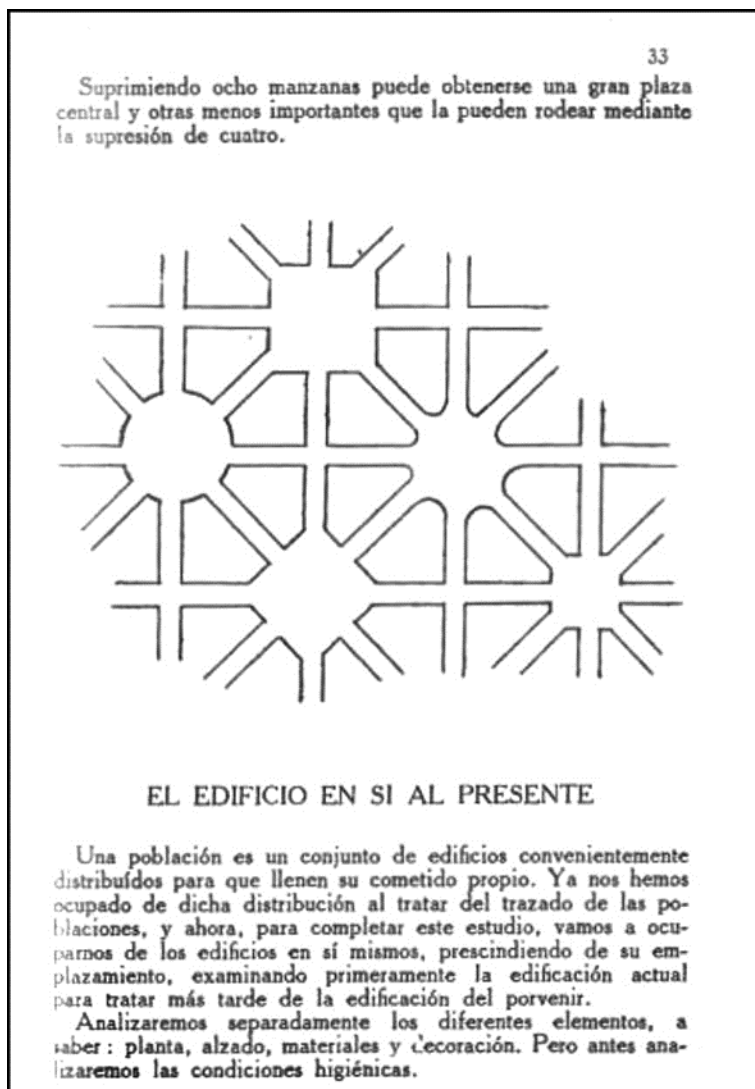 33
Suprimiendo ocho manzanas puede obtenerse una gran plaza
central y otras menos importantes que la pueden rodear mediante
la supresión de cuatro.
EL EDIFICIO EN SI AL PRESENTE
Una población es un conjunto de edificios convenientemente
distribuídos para que llenen su cometido propio. Ya nos hemos
ocupado de dicha distribución al tratar del trazado de las po-
blaciones, y ahora, para completar este estudio, vamos a ocu-
parnos de los edificios en sí mismos, prescindiendo de su em-
plazamiento, examinando primeramente la edificación actual
para tratar más tarde de la edificación del porvenir.
Analizaremos separadamente los diferentes elementos, a
saber: planta, alzado, materiales y decoración. Pero antes ana-
lizaremos las condiciones higiénicas.